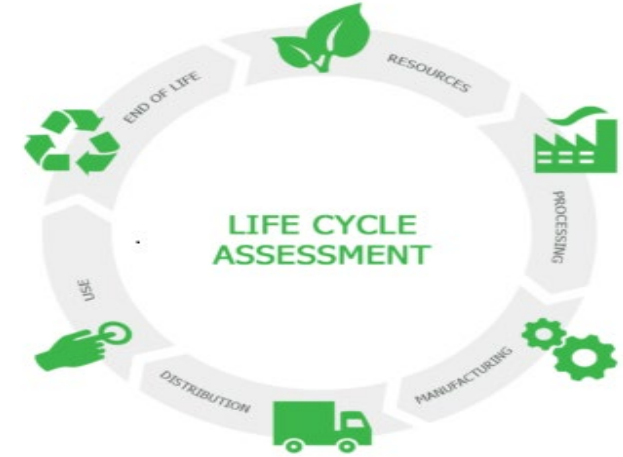 LIFE CYCLE
ASSESSMENT
RESOURCES
PROCESSING
MANUFACTURING
DISTRIBUTION
USE
END OF LIFE